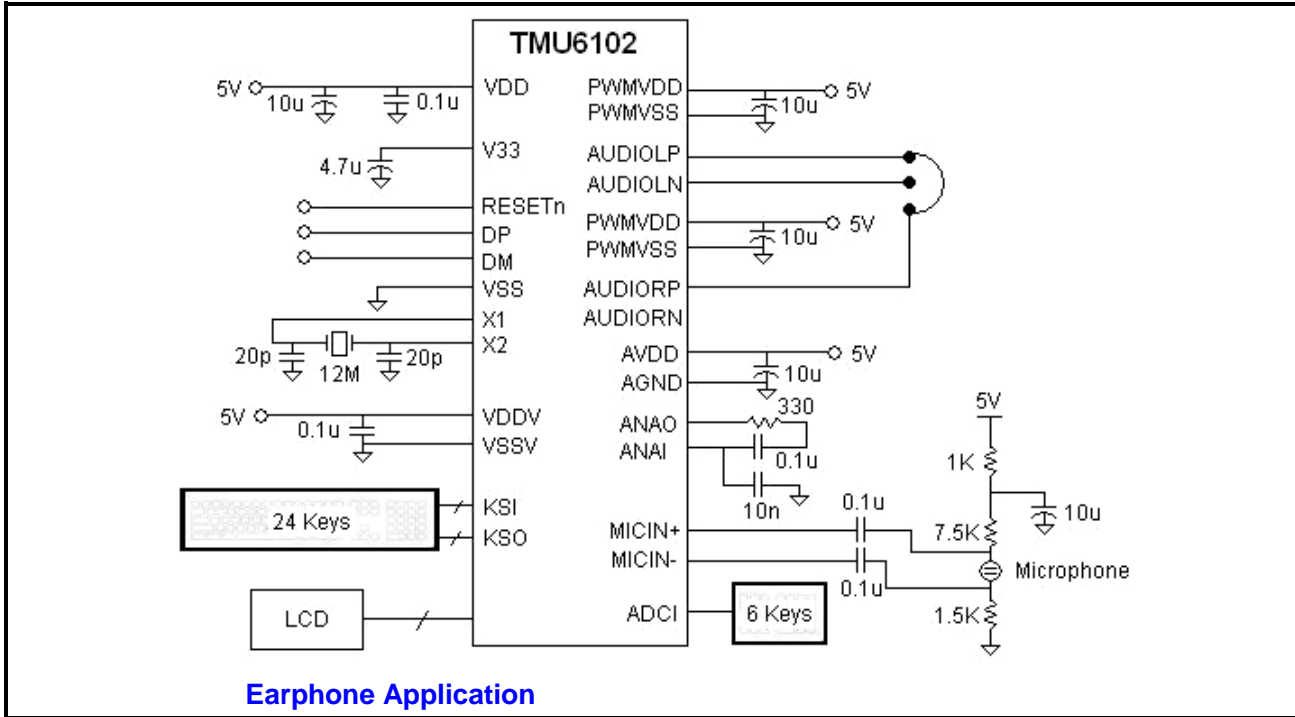 TMU6102
5V
10u
0.1u
VDD
PWMVDD
5V
10u
PWMVSS
4.7u
V33
AUDIOLP
AUDIOLN
RESETn
DP
DM
VSS
PWMVDD
5V
10u
PWMVSS
AUDIORP
AUDIORN
X1
X2
20p
12M
20p
AVDD
5V
10u
AGND
5V
0.1u
VDDV
VSSV
ANAO
330
ANAI
0.1u
10n
5V
1K
10u
7.5K
Microphone
1.5K
24 Keys
KSI
KSO
MICIN+
0.1u
MICIN-
0.1u
LCD
ADCI
6 Keys
Earphone Application